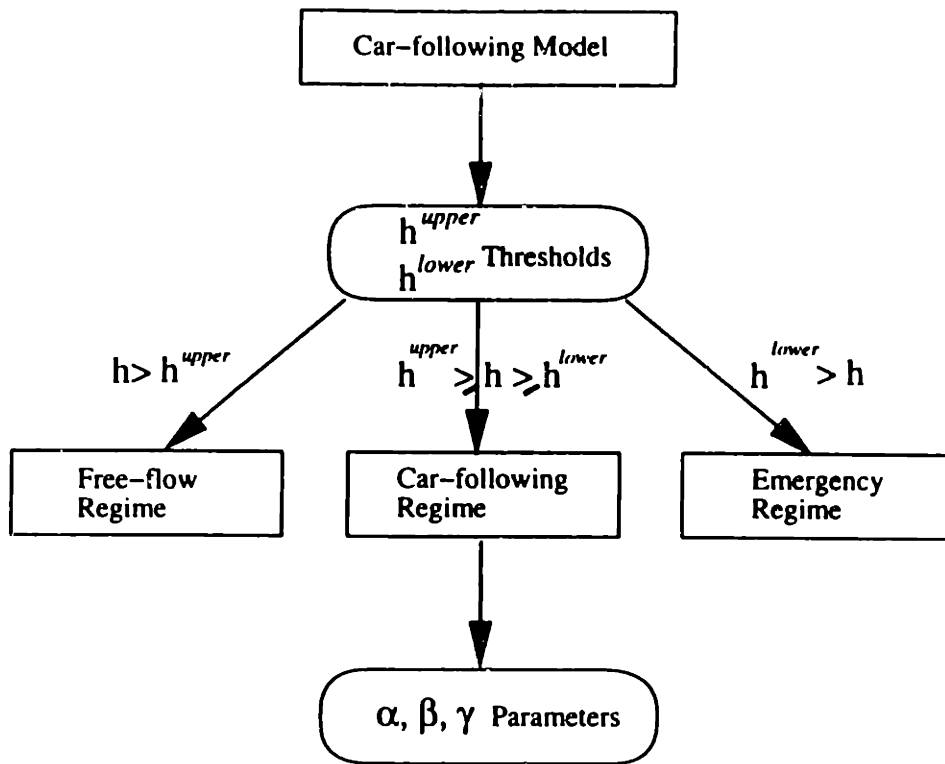 Car-following Model
h^upper
h^lower Thresholds
h > h^upper
h^upper ≥ h ≥ h^lower
h^lower > h
Free-flow
Regime
Car-following
Regime
Emergency
Regime
α, β, γ Parameters